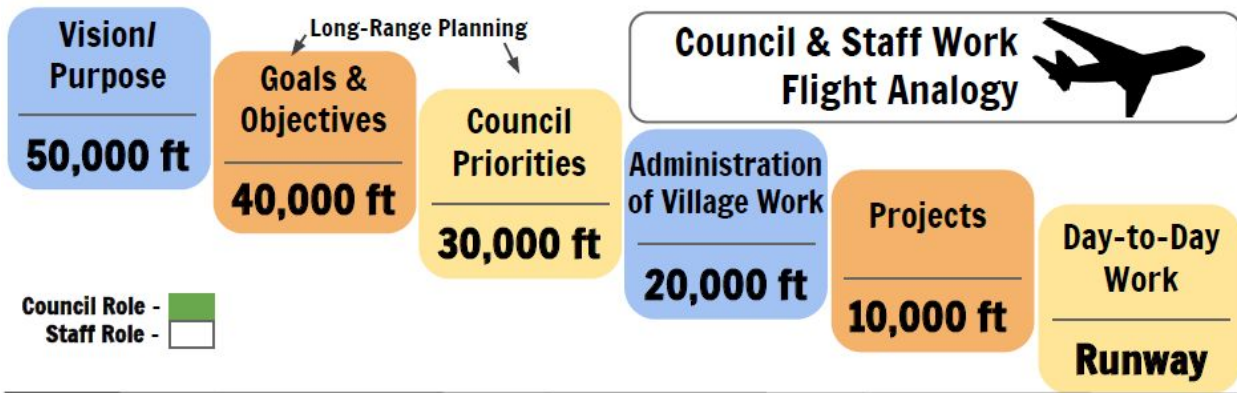 Vision/
Purpose
50,000 ft
Long-Range Planning
Goals &
Objectives
40,000 ft
Council
Priorities
30,000 ft
Council & Staff Work
Flight Analogy
Administration
of Village Work
20,000 ft
Projects
10,000 ft
Day-to-Day
Work
Runway
Council Role -
Staff Role -